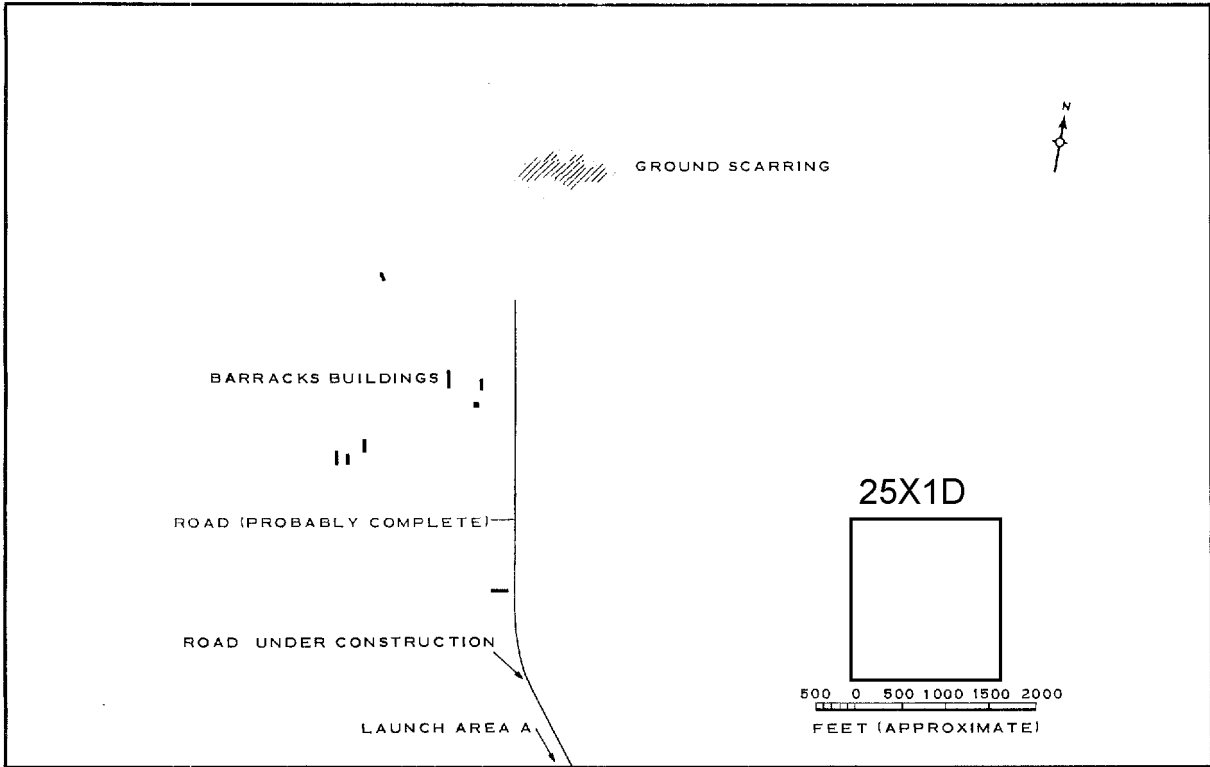 N
GROUND SCARRING
BARRACKS BUILDINGS
ROAD (PROBABLY COMPLETE)
25X1D
ROAD UNDER CONSTRUCTION
500 0 500 1000 1500 2000
FEET (APPROXIMATE)
LAUNCH AREA A